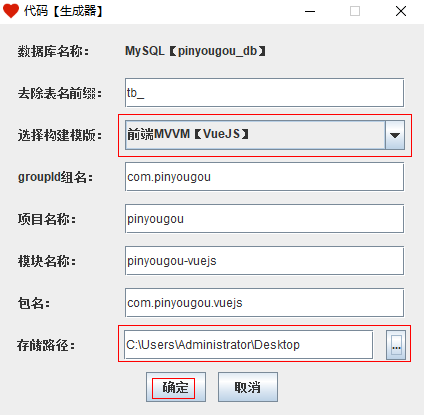 代码【生成器】
数据库名称: MySQL【pinyougou_db】
去除表名前缀: tb_
选择构建模版: 前端MVVM【VueJS】
groupId组名: com.pinyougou
项目名称: pinyougou
模块名称: pinyougou-vuejs
包名: com.pinyougou.vuejs
存储路径: C:\Users\Administrator\Desktop ...
确定 取消